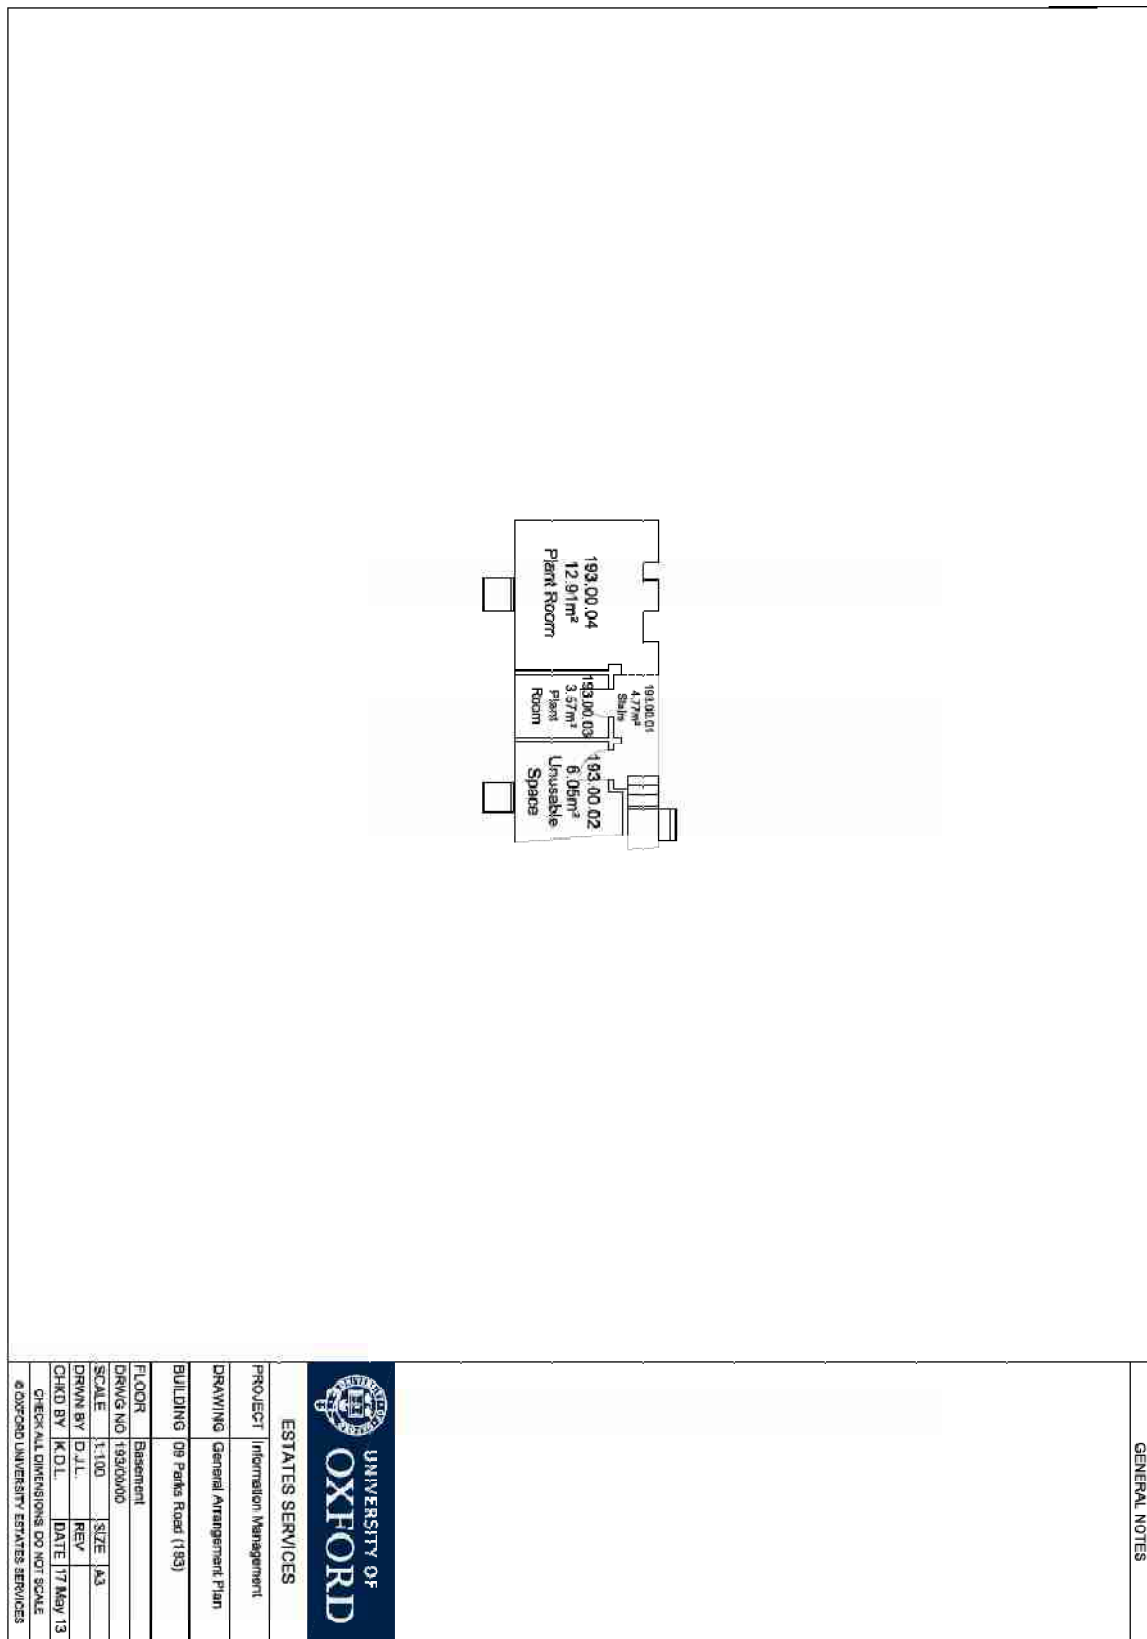 193.00.04
12.91m²
Plant Room
193.00.01
4.77m²
Stairs
193.00.03
3.57m²
Plant
Room
193.00.02
6.05m²
Unusable
Space
GENERAL NOTES
UNIVERSITY OF
OXFORD
ESTATES SERVICES
PROJECT Information Management
DRAWING General Arrangement Plan
BUILDING 09 Parks Road (193)
FLOOR Basement
DRWG NO 193/00/00
SCALE 1:100 SIZE A3
DRWN BY D.J.L. REV
CHKD BY K.D.L. DATE 17 May 13
CHECK ALL DIMENSIONS DO NOT SCALE
© OXFORD UNIVERSITY ESTATES SERVICES